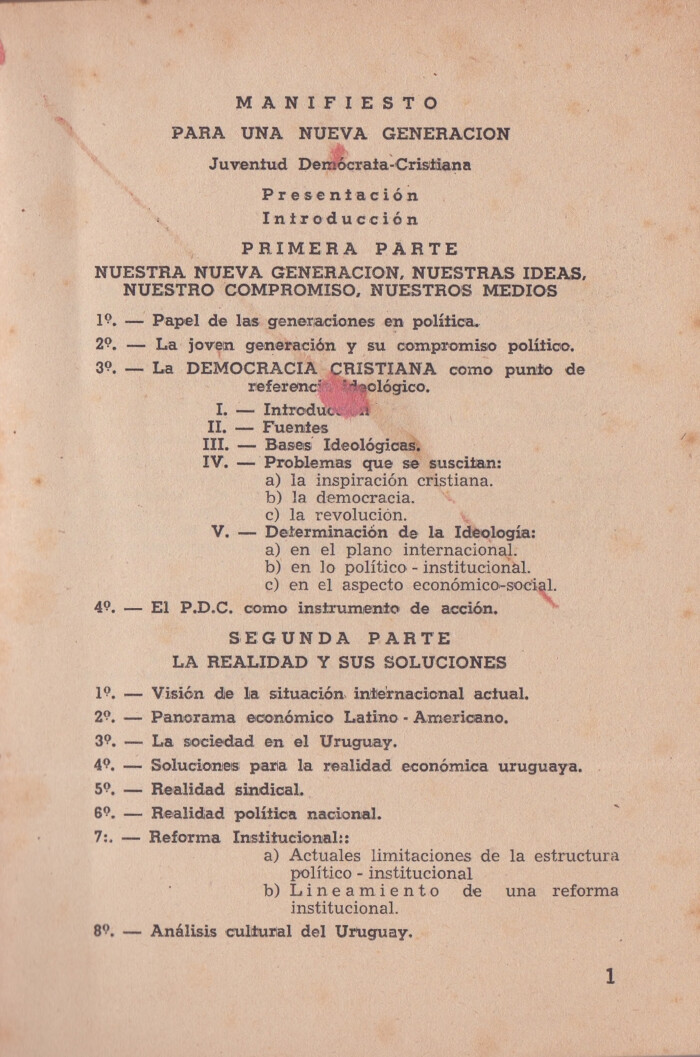 MANIFIESTO
PARA UNA NUEVA GENERACION
Juventud Demócrata-Cristiana
Presentación
Introducción
PRIMERA PARTE
NUESTRA NUEVA GENERACION, NUESTRAS IDEAS,
NUESTRO COMPROMISO, NUESTROS MEDIOS
1º. — Papel de las generaciones en política.
2º. — La joven generación y su compromiso político.
3º. — La DEMOCRACIA CRISTIANA como punto de
referencia ideológico.
I. — Introducción
II. — Fuentes
III. — Bases Ideológicas.
IV. — Problemas que se suscitan:
a) la inspiración cristiana.
b) la democracia.
c) la revolución.
V. — Determinación de la Ideología:
a) en el plano internacional.
b) en lo político - institucional.
c) en el aspecto económico-social.
4º. — El P.D.C. como instrumento de acción.
SEGUNDA PARTE
LA REALIDAD Y SUS SOLUCIONES
1º. — Visión de la situación internacional actual.
2º. — Panorama económico Latino - Americano.
3º. — La sociedad en el Uruguay.
4º. — Soluciones para la realidad económica uruguaya.
5º. — Realidad sindical.
6º. — Realidad política nacional.
7:. — Reforma Institucional::
a) Actuales limitaciones de la estructura
político - institucional
b) Lineamiento de una reforma
institucional.
8º. — Análisis cultural del Uruguay.
1